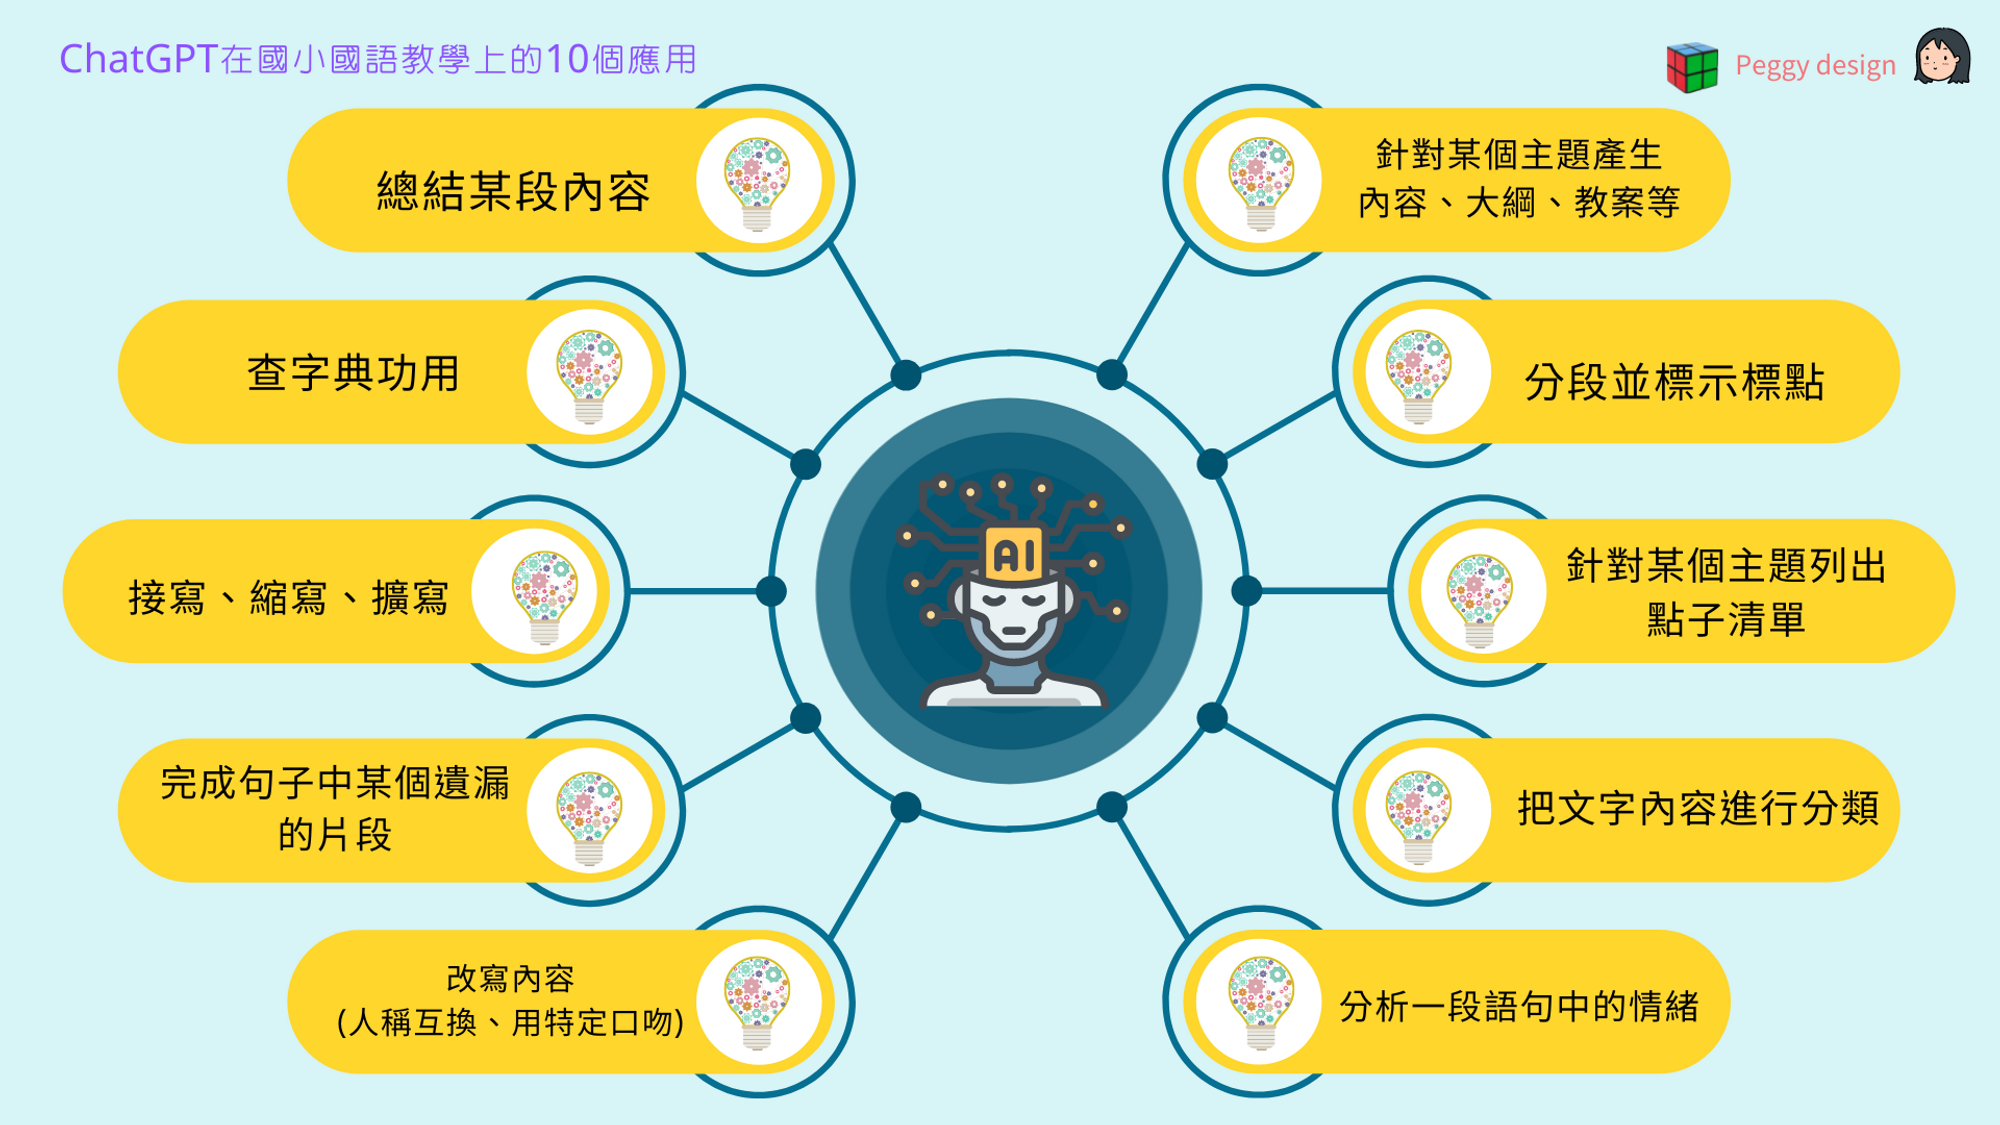 ChatGPT在國小國語教學上的10個應用
Peggy design
總結某段內容
查字典功用
接寫、縮寫、擴寫
完成句子中某個遺漏
的片段
改寫內容
(人稱互換、用特定口吻)
AI
針對某個主題產生
內容、大綱、教案等
分段並標示標點
針對某個主題列出
點子清單
把文字內容進行分類
分析一段語句中的情緒